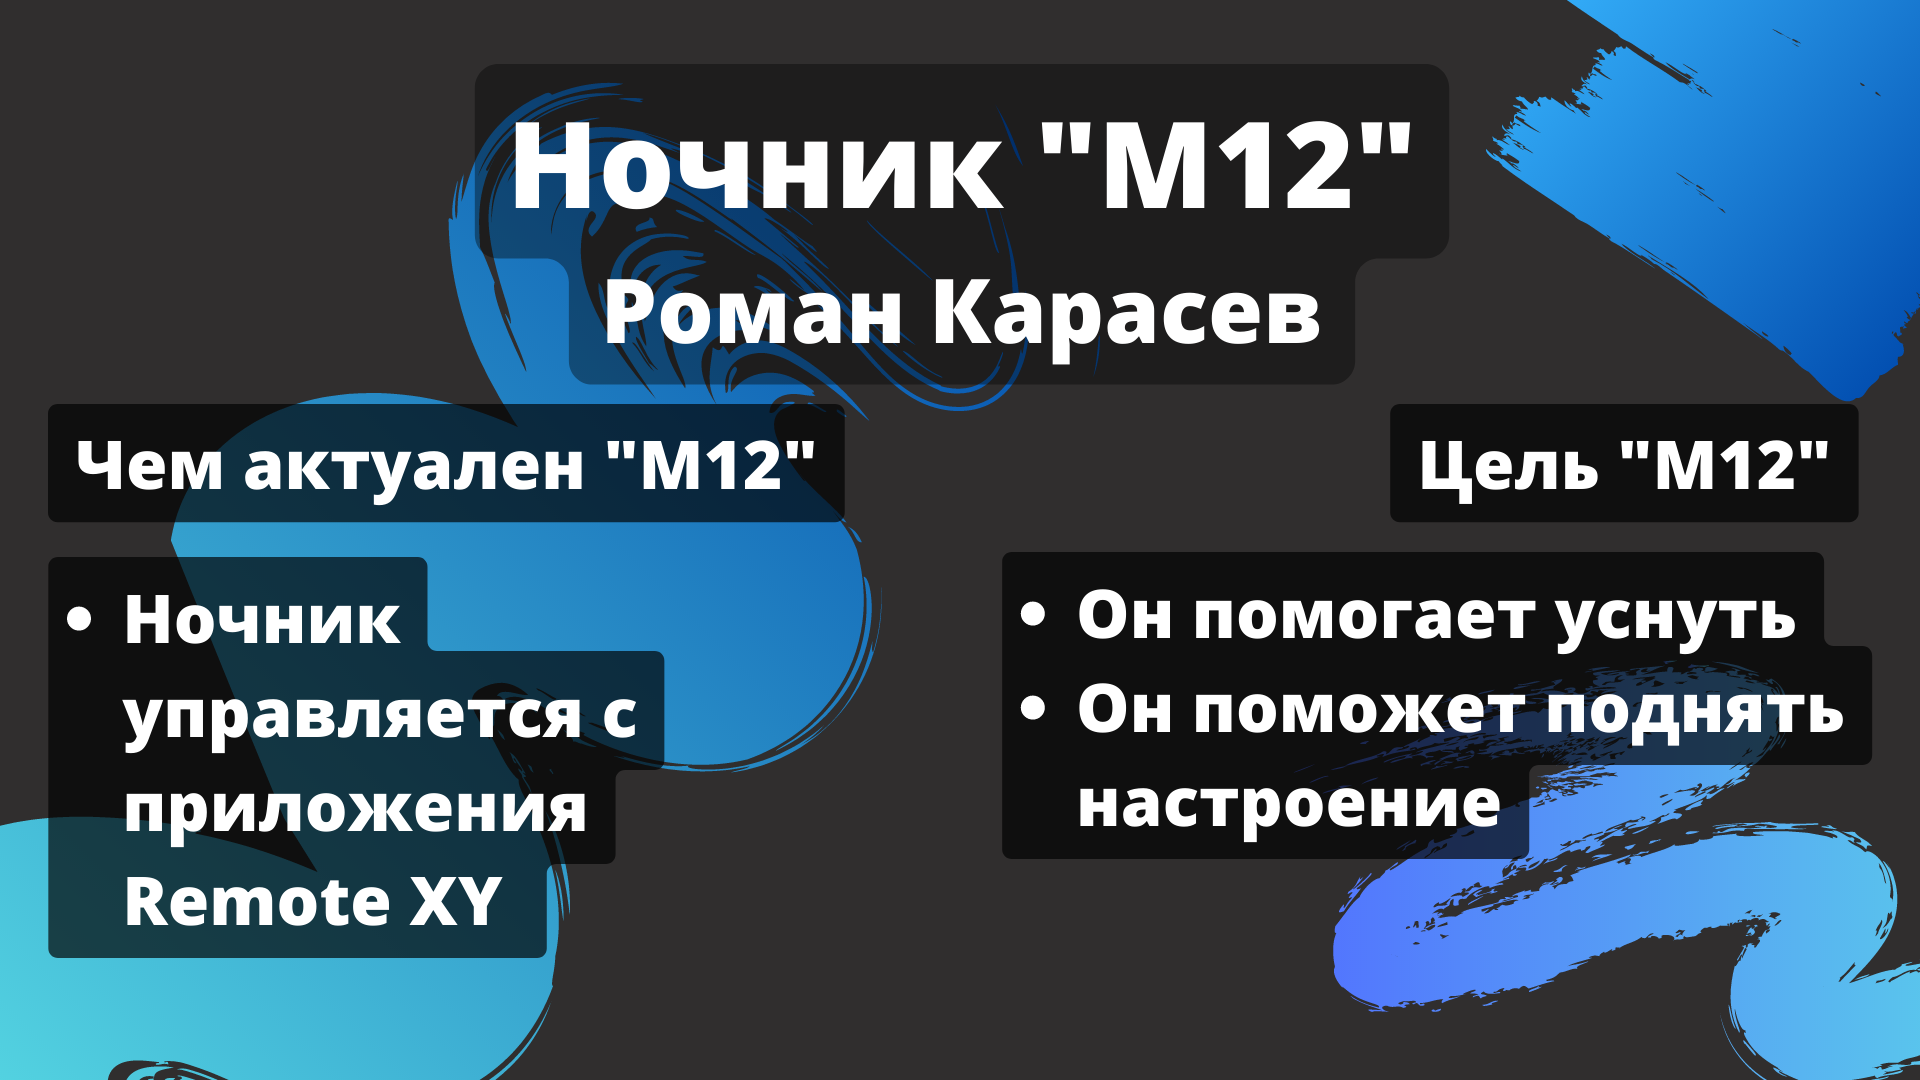 Ночник "М12"
Роман Карасев
Чем актуален "М12"
• Ночник
управляется с
приложения
Remote XY
Цель "М12"
• Он помогает уснуть
• Он поможет поднять
настроение